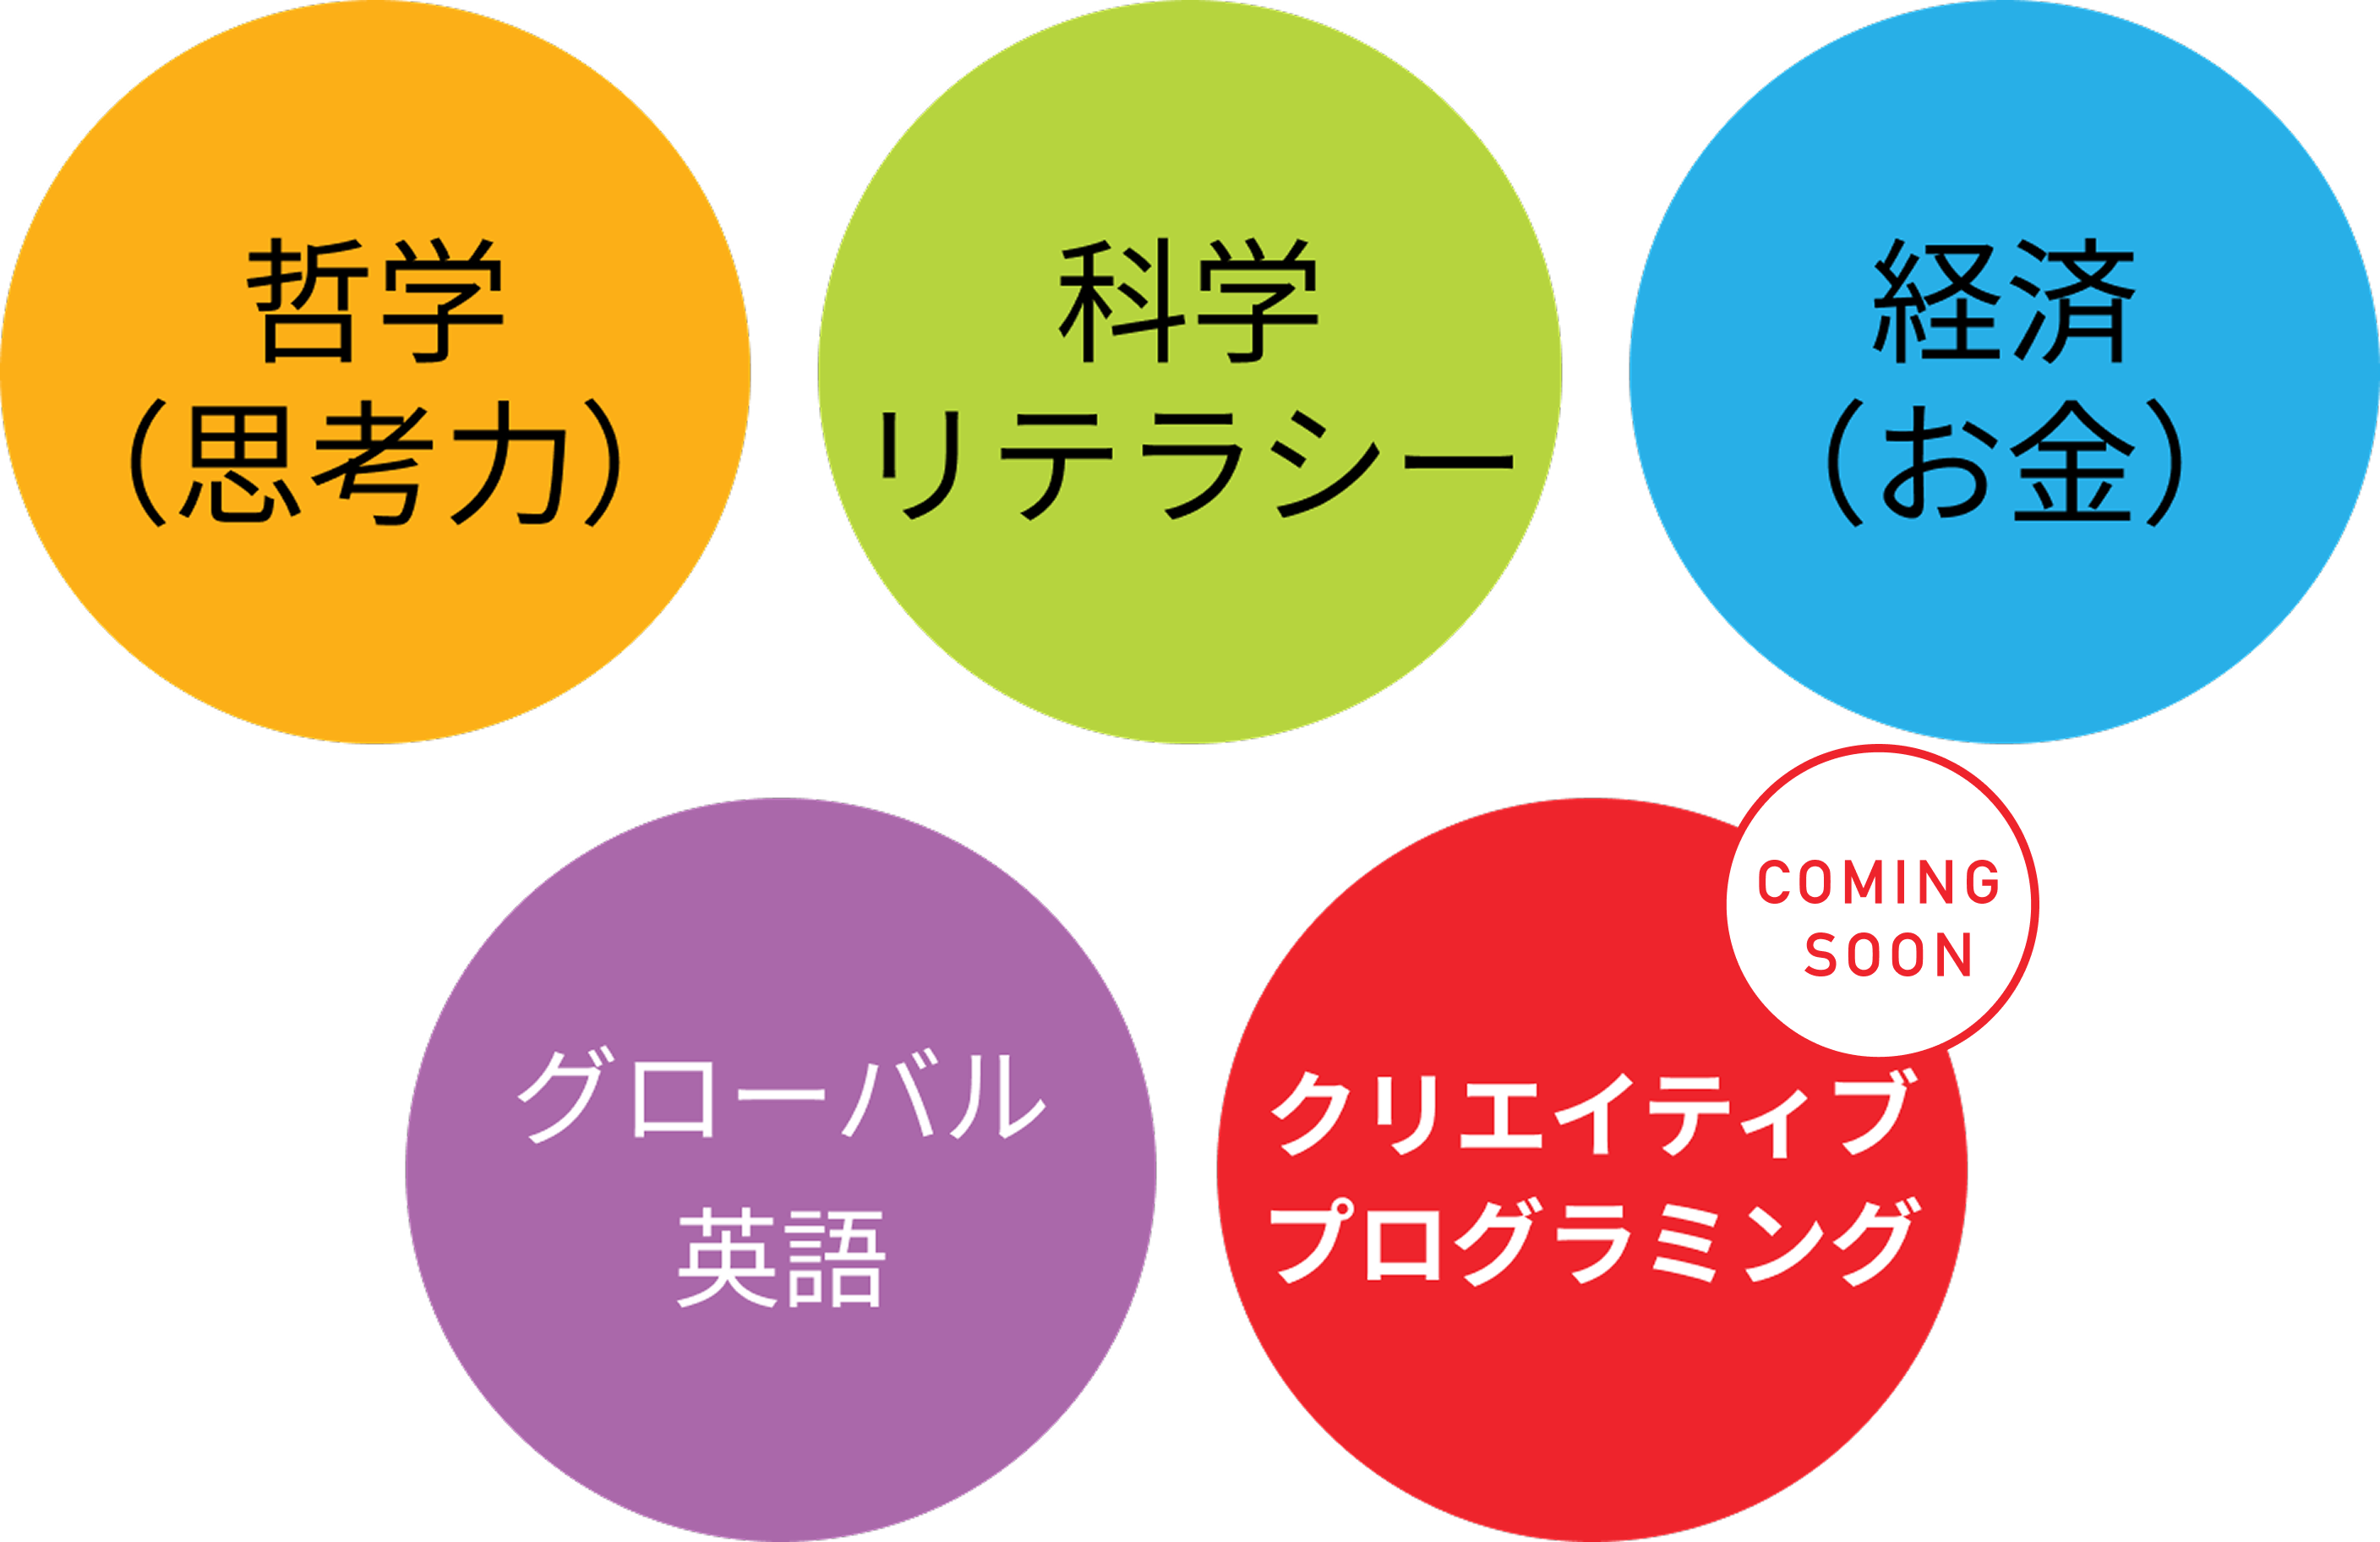 哲学
（思考力）
科学
リテラシー
経済
（お金）
グローバル
英語
COMING
SOON
クリエイティブ
プログラミング